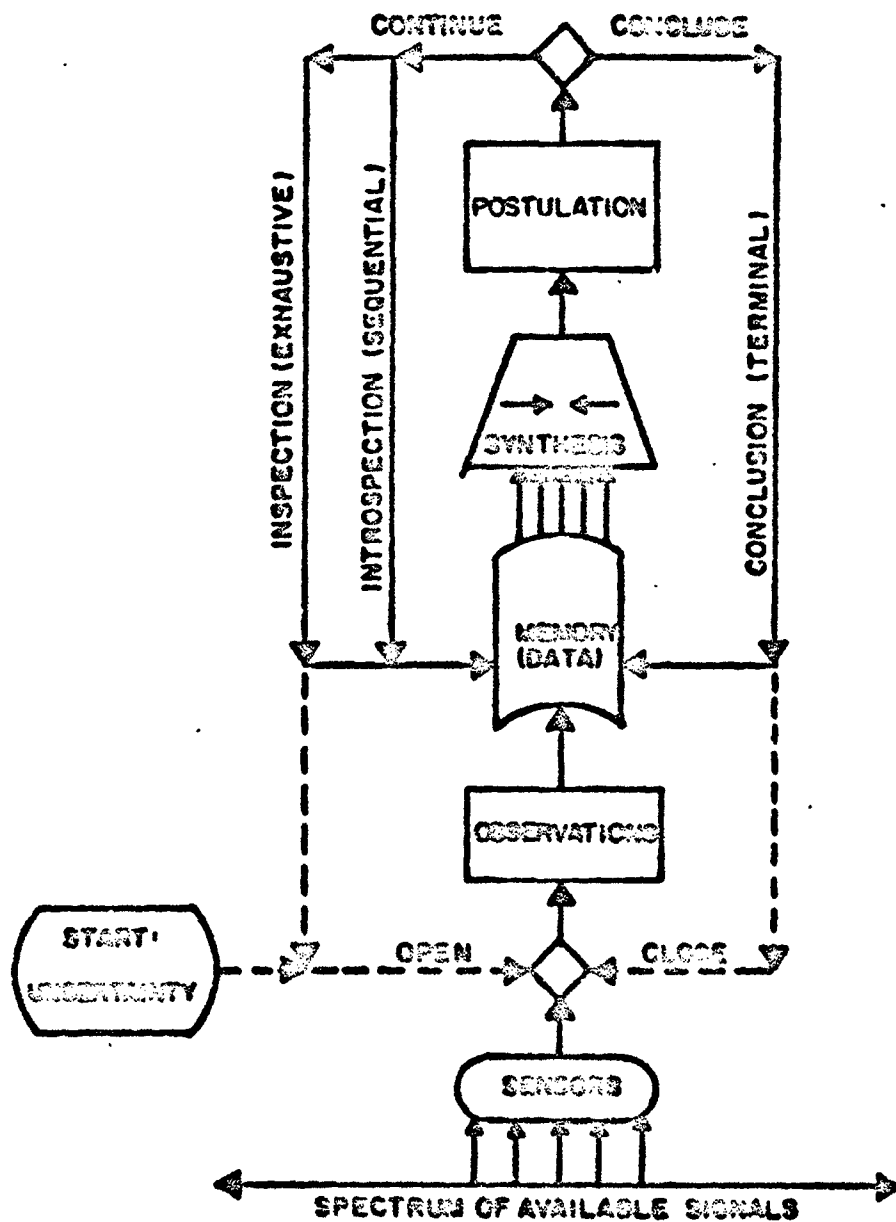 CONTINUE
CONCLUDE
POSTULATION
INSPECTION (EXHAUSTIVE)
INTROSPECTION (SEQUENTIAL)
CONCLUSION (TERMINAL)
SYNTHESIS
MEMORY
(DATA)
OBSERVATIONS
START:
UNCERTAINTY
OPEN
CLOSE
SENSORS
SPECTRUM OF AVAILABLE SIGNALS